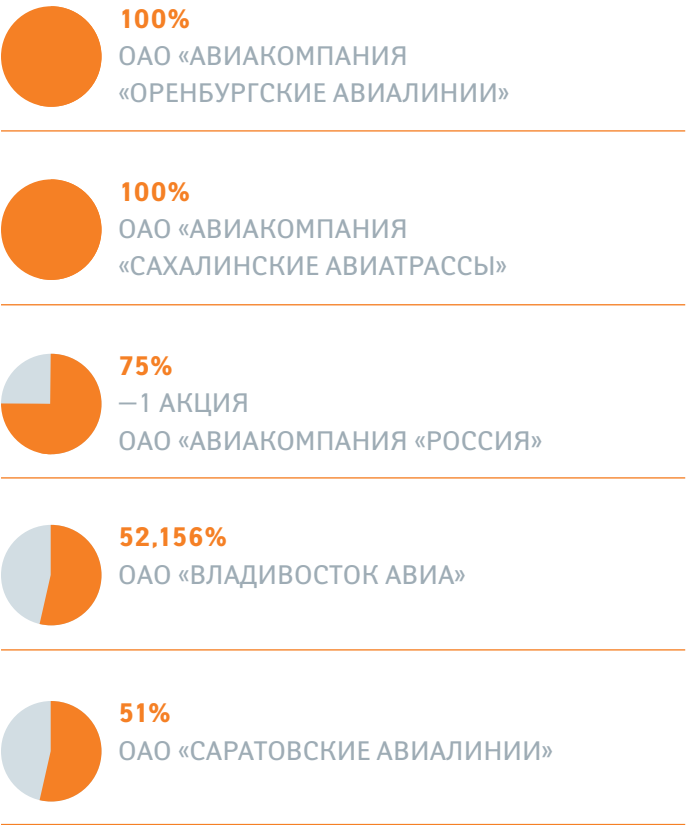 100%
ОАО «АВИАКОМПАНИЯ
«ОРЕНБУРГСКИЕ АВИАЛИНИИ»
100%
ОАО «АВИАКОМПАНИЯ
«САХАЛИНСКИЕ АВИАТРАССЫ»
75%
—1 АКЦИЯ
ОАО «АВИАКОМПАНИЯ «РОССИЯ»
52,156%
ОАО «ВЛАДИВОСТОК АВИА»
51%
ОАО «САРАТОВСКИЕ АВИАЛИНИИ»